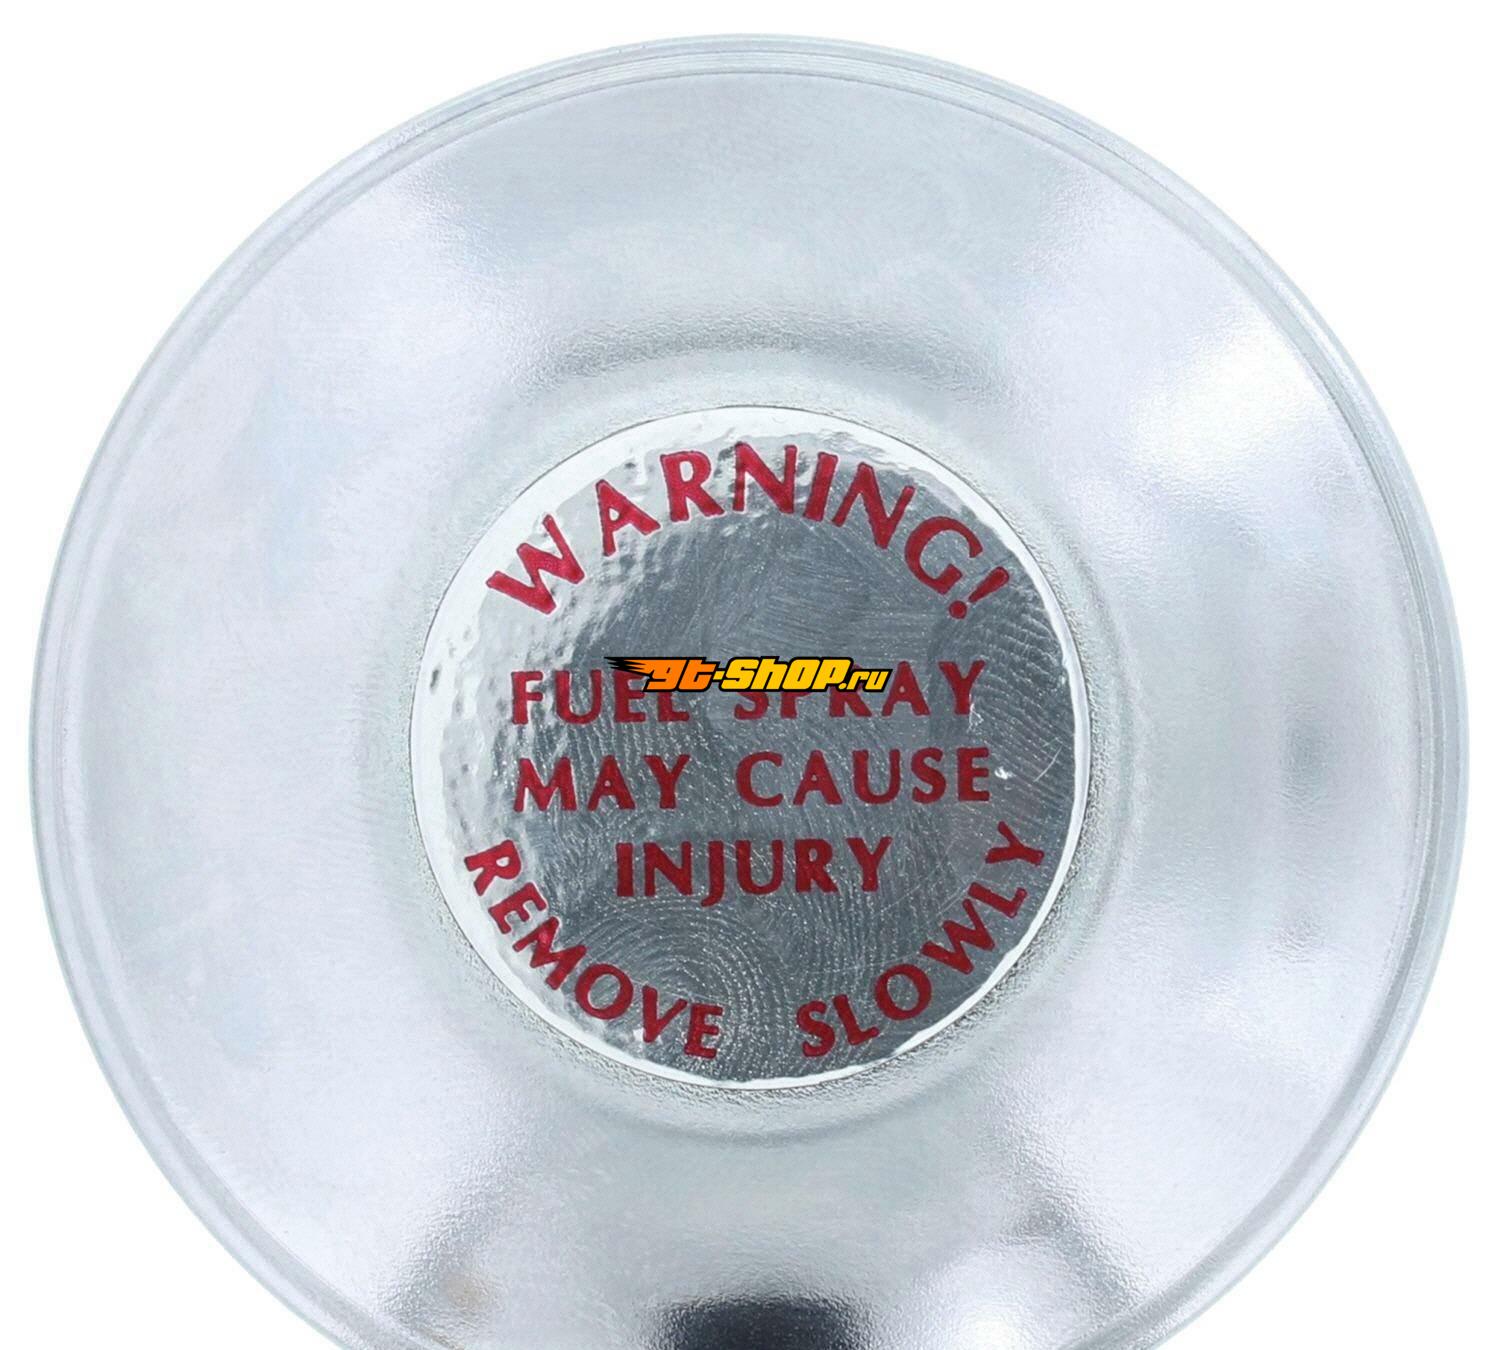 WARNING!
FUEL SPRAY
gt-shop.ru
MAY CAUSE
INJURY
REMOVE SLOWLY